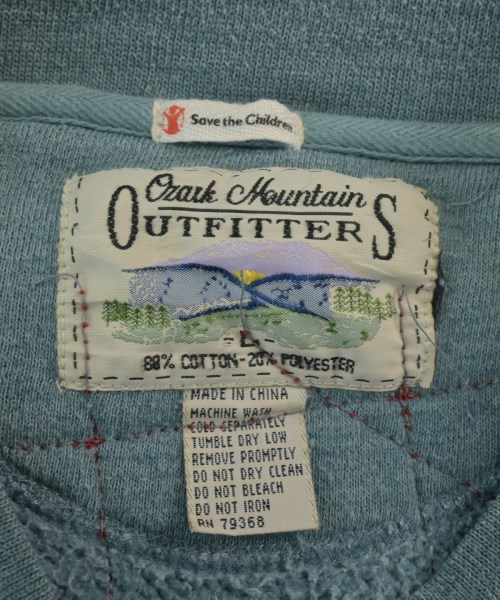 Save the Children
Ozark Mountain
OUTFITTERS
- L -
80% COTTON-20% POLYESTER
MADE IN CHINA
MACHINE WASH
COLD SEPARATELY
TUMBLE DRY LOW
REMOVE PROMPTLY
DO NOT DRY CLEAN
DO NOT BLEACH
DO NOT IRON
RN 79368